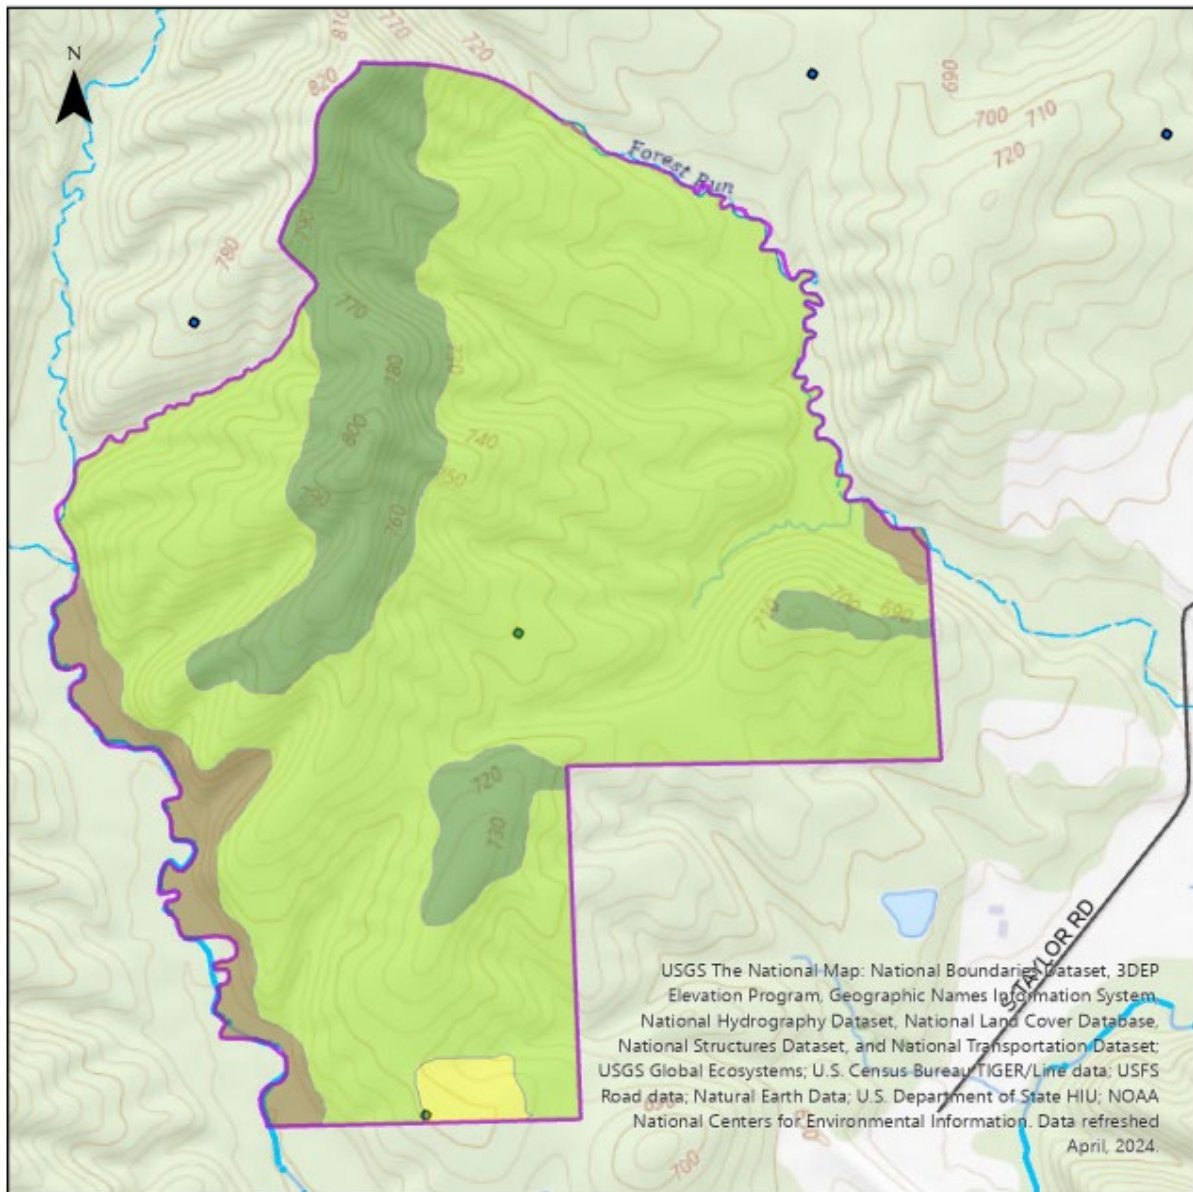 810
770
720
N
820
690
700
710
720
Forest Run
790
780
770
780
740
800
750
790
760
700
690
710
720
730
S TAYLOR RD
USGS The National Map: National Boundaries Dataset, 3DEP
Elevation Program, Geographic Names Information System,
National Hydrography Dataset, National Land Cover Database,
National Structures Dataset, and National Transportation Dataset;
USGS Global Ecosystems; U.S. Census Bureau TIGER/Line data; USFS
Road data; Natural Earth Data; U.S. Department of State HIU; NOAA
National Centers for Environmental Information. Data refreshed
April, 2024.
700